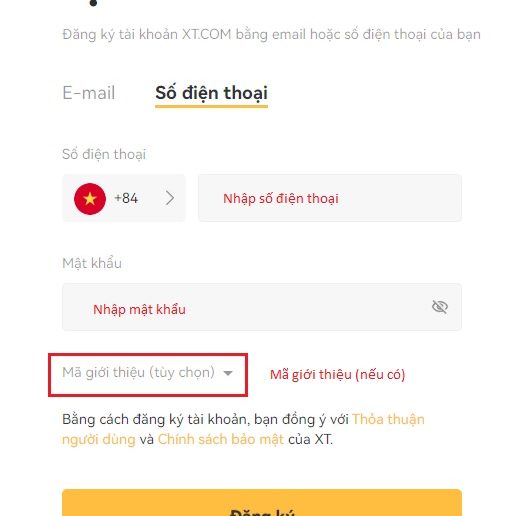 Đăng ký tài khoản XT.COM bằng email hoặc số điện thoại của bạn
E-mail
Số điện thoại
Số điện thoại
+84
Nhập số điện thoại
Mật khẩu
Nhập mật khẩu
Mã giới thiệu (tùy chọn)
Mã giới thiệu (nếu có)
Bằng cách đăng ký tài khoản, bạn đồng ý với Thỏa thuận
người dùng và Chính sách bảo mật của XT.
Đăng ký